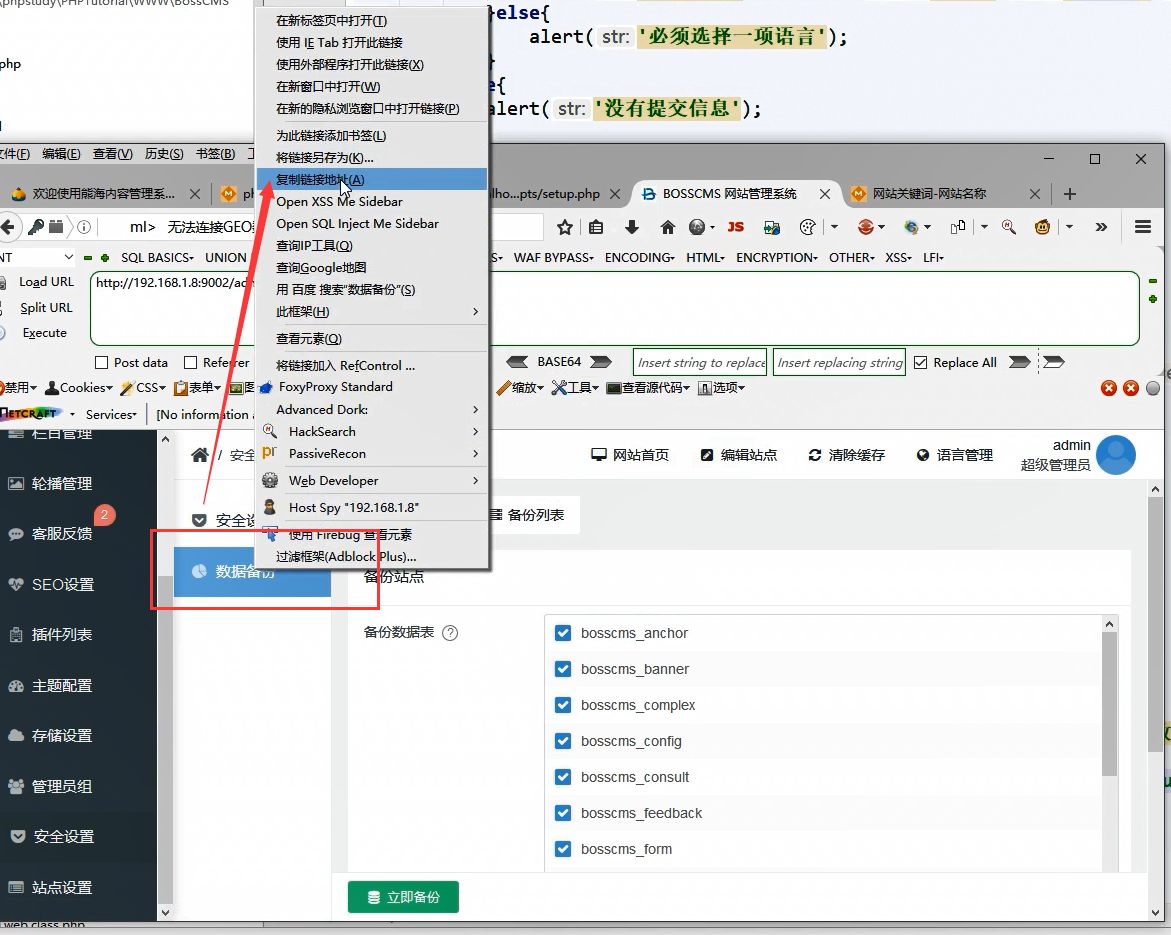 \phpstudy\PHPTutorial\WWW\BossCMS
php
}else{
alert( str: '必须选择一项语言');
alert( str: '没有提交信息');
在新标签页中打开(T)
使用 IE Tab 打开此链接
使用外部程序打开此链接(X)
在新窗口中打开(W)
在新的隐私浏览窗口中打开链接(P)
为此链接添加书签(L)
将链接另存为(K)...
复制链接地址(A)
Open XSS Me Sidebar
Open SQL Inject Me Sidebar
查询IP工具(Q)
查询Google地图
用 百度 搜索"数据备份"(S)
此框架(H)
查看元素(Q)
将链接加入 RefControl ...
FoxyProxy Standard
Advanced Dork:
HackSearch
PassiveRecon
Web Developer
Host Spy "192.168.1.8"
使用 Firebug 查看元素
过滤框架(Adblock Plus)...
文件(F) 编辑(E) 查看(V) 历史(S) 书签(B)
欢迎使用熊海内容管理系... alho...pts/setup.php BOSSCMS 网站管理系统 网站关键词-网站名称
ml> 无法连接GEO JS
NT SQL BASICS UNION WAF BYPASS ENCODING HTML ENCRYPTION OTHER XSS LFI
Load URL http://192.168.1.8:9002/adm
Split URL
Execute
Post data Referrer BASE64 Insert string to replace Insert replacing string Replace All
禁用 Cookies CSS 表单 图 缩放 工具 查看源代码 选项
NETCRAFT Services [No information a
栏目管理
轮播管理
2
客服反馈
SEO设置
插件列表
主题配置
存储设置
管理员组
安全设置
站点设置
/ 安全
网站首页 编辑站点 清除缓存 语言管理
admin
超级管理员
安全设
数据备份
备份列表
备份站点
备份数据表
bosscms_anchor
bosscms_banner
bosscms_complex
bosscms_config
bosscms_consult
bosscms_feedback
bosscms_form
立即备份
web.class.php